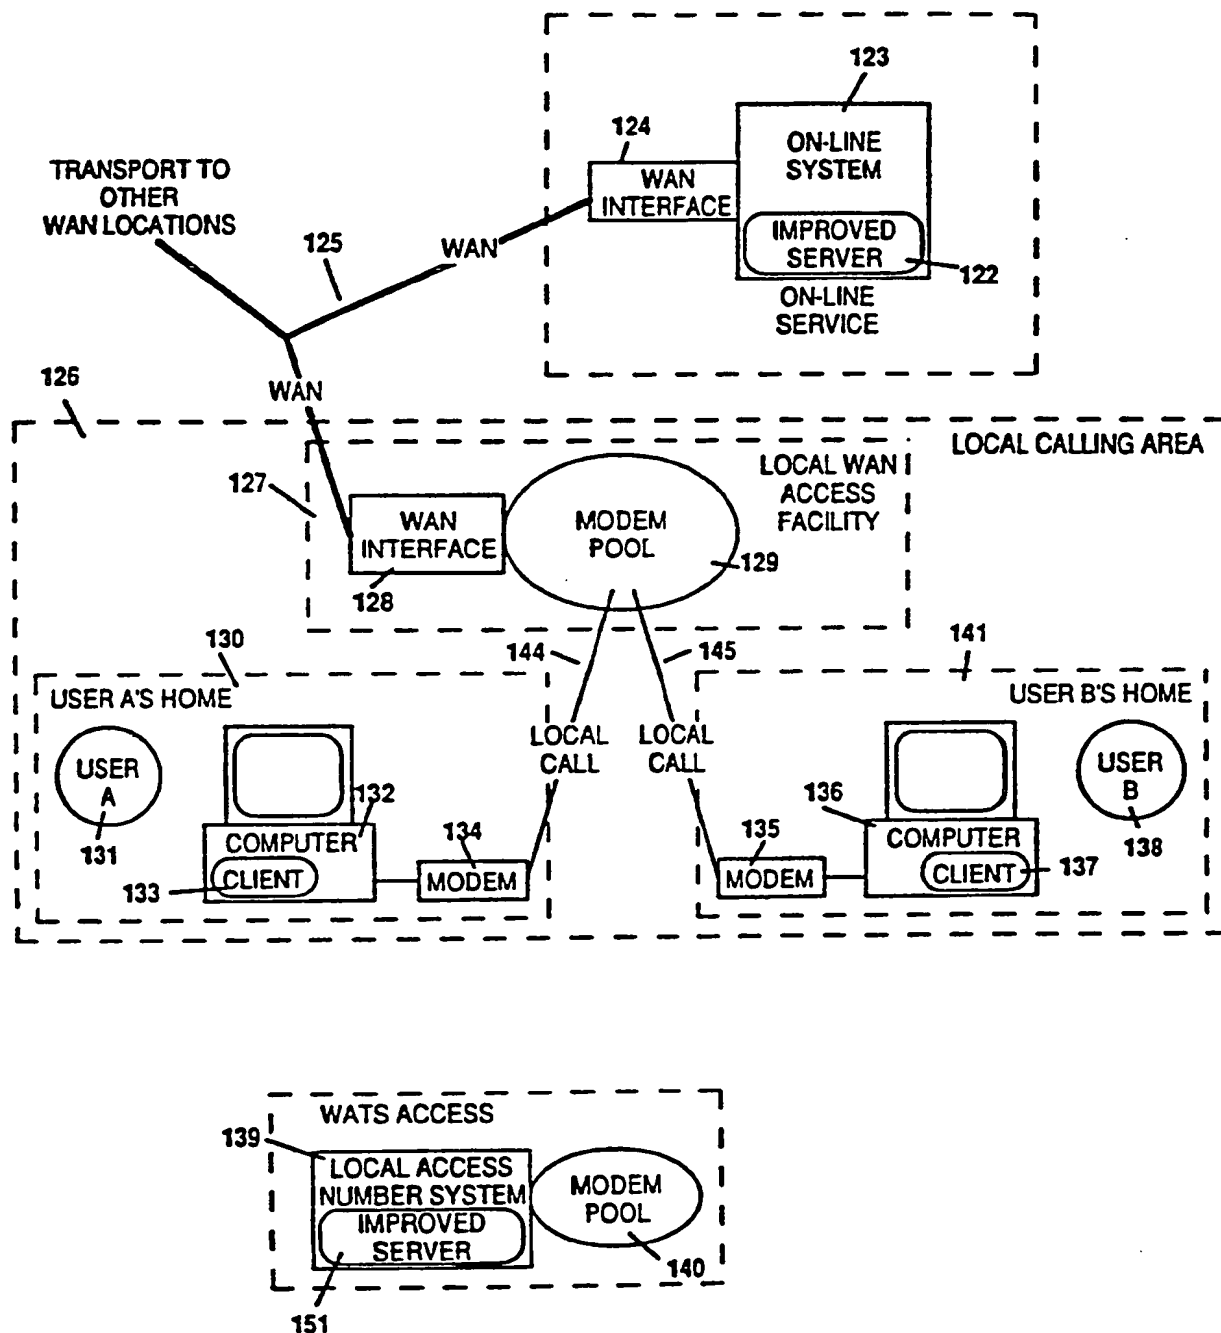 123
124
ON-LINE
SYSTEM
WAN
INTERFACE
TRANSPORT TO
OTHER
WAN LOCATIONS
125
WAN
IMPROVED
SERVER
122
ON-LINE
SERVICE
126
WAN
LOCAL CALLING AREA
127
LOCAL WAN
ACCESS
FACILITY
WAN
INTERFACE
MODEM
POOL
128
129
130
144
145
141
USER A'S HOME
USER B'S HOME
LOCAL
CALL
LOCAL
CALL
USER
A
131
132
COMPUTER
133
CLIENT
134
MODEM
135
MODEM
136
COMPUTER
CLIENT
137
USER
B
138
WATS ACCESS
139
LOCAL ACCESS
NUMBER SYSTEM
IMPROVED
SERVER
MODEM
POOL
140
151